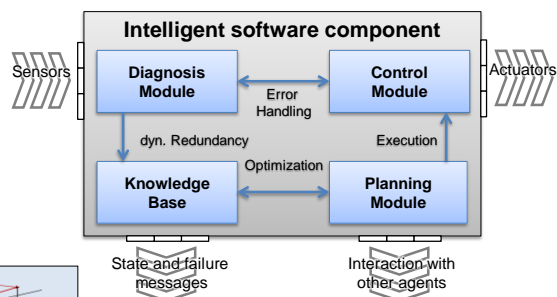 Intelligent software component
Sensors
Diagnosis
Module
Error
Handling
Control
Module
Actuators
dyn. Redundancy
Execution
Optimization
Knowledge
Base
Planning
Module
State and failure
messages
Interaction with
other agents